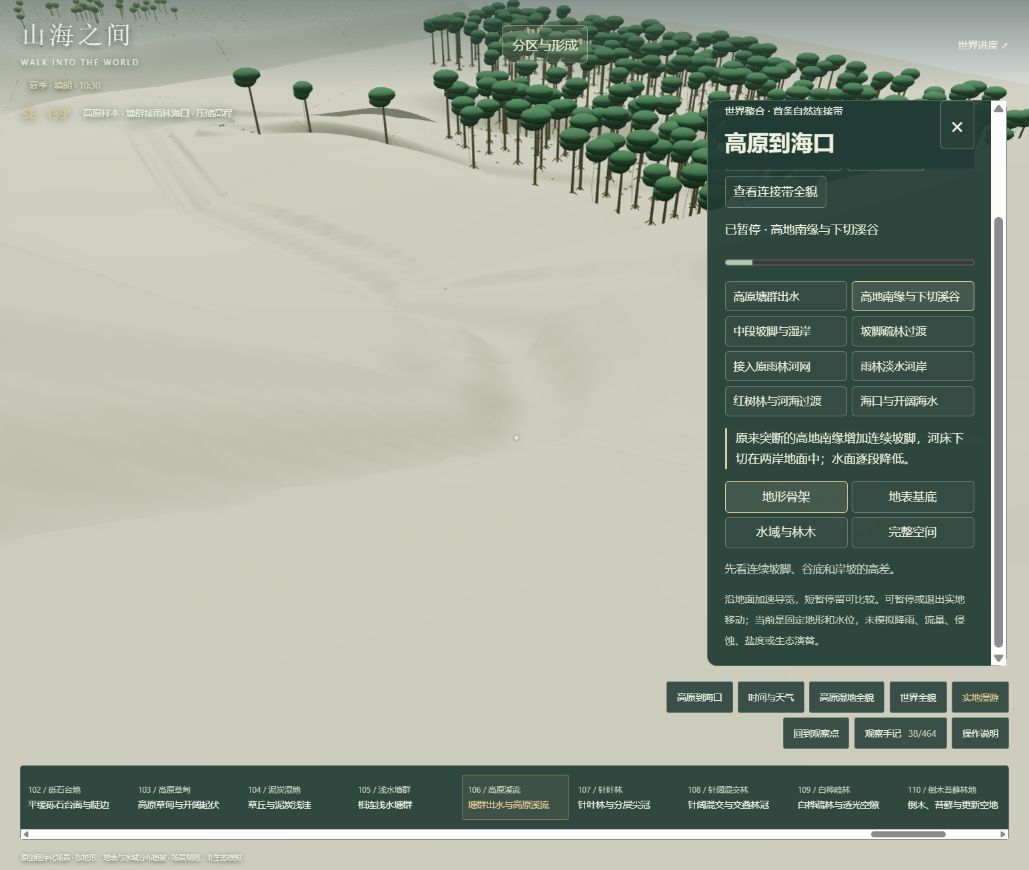 山海之间
WALK INTO THE WORLD
夏季 · 晴朗 · 10:30
SE 139°
高原样本 · 塘群接雨林海口 · 压缩高程
分区与形成
世界进度 ↗
世界整合 · 首条自然连接带
高原到海口
×
查看连接带全貌
已暂停 · 高地南缘与下切溪谷
高原塘群出水
高地南缘与下切溪谷
中段坡脚与湿岸
坡脚疏林过渡
接入原雨林河网
雨林淡水河岸
红树林与河海过渡
海口与开阔海水
原来突断的高地南缘增加连续坡脚，河床下
切在两岸地面中；水面逐段降低。
地形骨架
地表基底
水域与林木
完整空间
先看连续坡脚、谷底和岸坡的高差。
沿地面加速导览，短暂停留可比较。可暂停或退出实地
移动；当前是固定地形和水位，未模拟降雨、流量、侵
蚀、盐度或生态演替。
高原到海口
时间与天气
高原湿地全貌
世界全貌
实地漫游
回到观察点
观察手记 38/464
操作说明
102 / 砾石台地
平缓砾石台面与陡边
103 / 高原草甸
高原草甸与开阔起伏
104 / 泥炭湿地
草丘与泥炭浅洼
105 / 浅水塘群
相连浅水塘群
106 / 高原溪流
塘群出水与高原溪流
107 / 针叶林
针叶林与分层尖冠
108 / 针阔混交林
针阔混交与交叠林冠
109 / 白桦疏林
白桦疏林与透光空隙
110 / 倒木苔藓林地
倒木、苔藓与更新空地